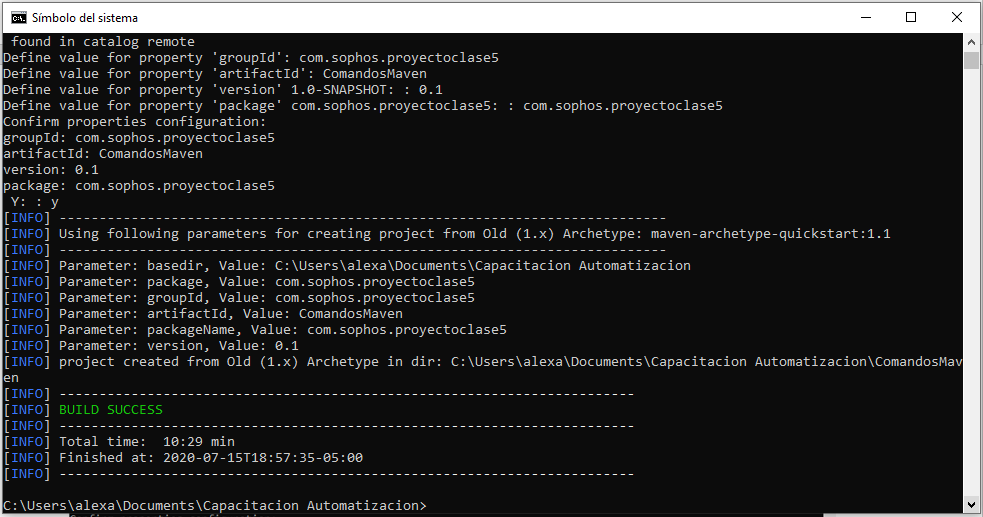 Símbolo del sistema
found in catalog remote
Define value for property 'groupId': com.sophos.proyectoclase5
Define value for property 'artifactId': ComandosMaven
Define value for property 'version' 1.0-SNAPSHOT: : 0.1
Define value for property 'package' com.sophos.proyectoclase5: : com.sophos.proyectoclase5
Confirm properties configuration:
groupId: com.sophos.proyectoclase5
artifactId: ComandosMaven
version: 0.1
package: com.sophos.proyectoclase5
 Y: : y
[INFO] ----------------------------------------------------------------------------
[INFO] Using following parameters for creating project from Old (1.x) Archetype: maven-archetype-quickstart:1.1
[INFO] ----------------------------------------------------------------------------
[INFO] Parameter: basedir, Value: C:\Users\alexa\Documents\Capacitacion Automatizacion
[INFO] Parameter: package, Value: com.sophos.proyectoclase5
[INFO] Parameter: groupId, Value: com.sophos.proyectoclase5
[INFO] Parameter: artifactId, Value: ComandosMaven
[INFO] Parameter: packageName, Value: com.sophos.proyectoclase5
[INFO] Parameter: version, Value: 0.1
[INFO] project created from Old (1.x) Archetype in dir: C:\Users\alexa\Documents\Capacitacion Automatizacion\ComandosMav
en
[INFO] ------------------------------------------------------------------------
[INFO] BUILD SUCCESS
[INFO] ------------------------------------------------------------------------
[INFO] Total time:  10:29 min
[INFO] Finished at: 2020-07-15T18:57:35-05:00
[INFO] ------------------------------------------------------------------------
C:\Users\alexa\Documents\Capacitacion Automatizacion>